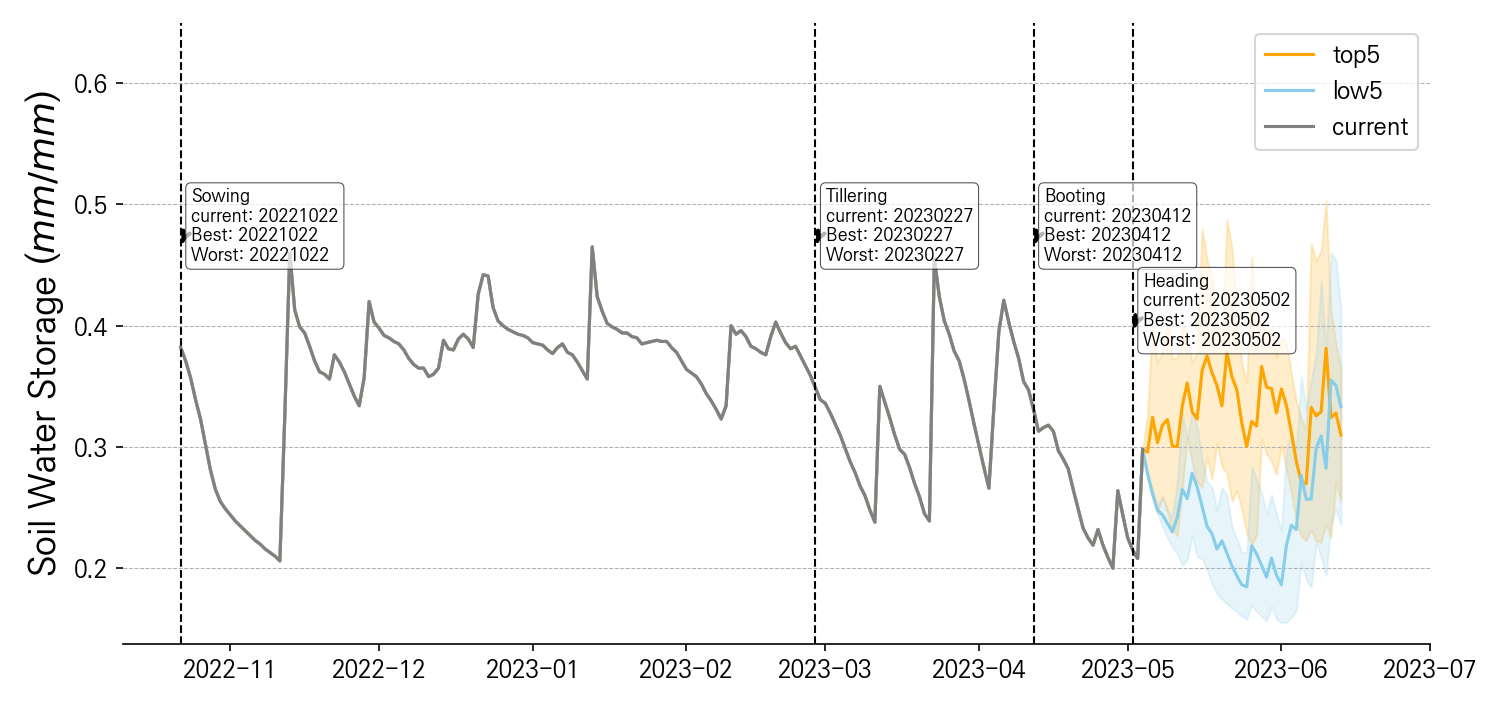 Soil Water Storage (mm/mm)
0.6
0.5
0.4
0.3
0.2
top5
low5
current
Sowing
current: 20221022
Best: 20221022
Worst: 20221022
Tillering
current: 20230227
Best: 20230227
Worst: 20230227
Booting
current: 20230412
Best: 20230412
Worst: 20230412
Heading
current: 20230502
Best: 20230502
Worst: 20230502
2022-11
2022-12
2023-01
2023-02
2023-03
2023-04
2023-05
2023-06
2023-07